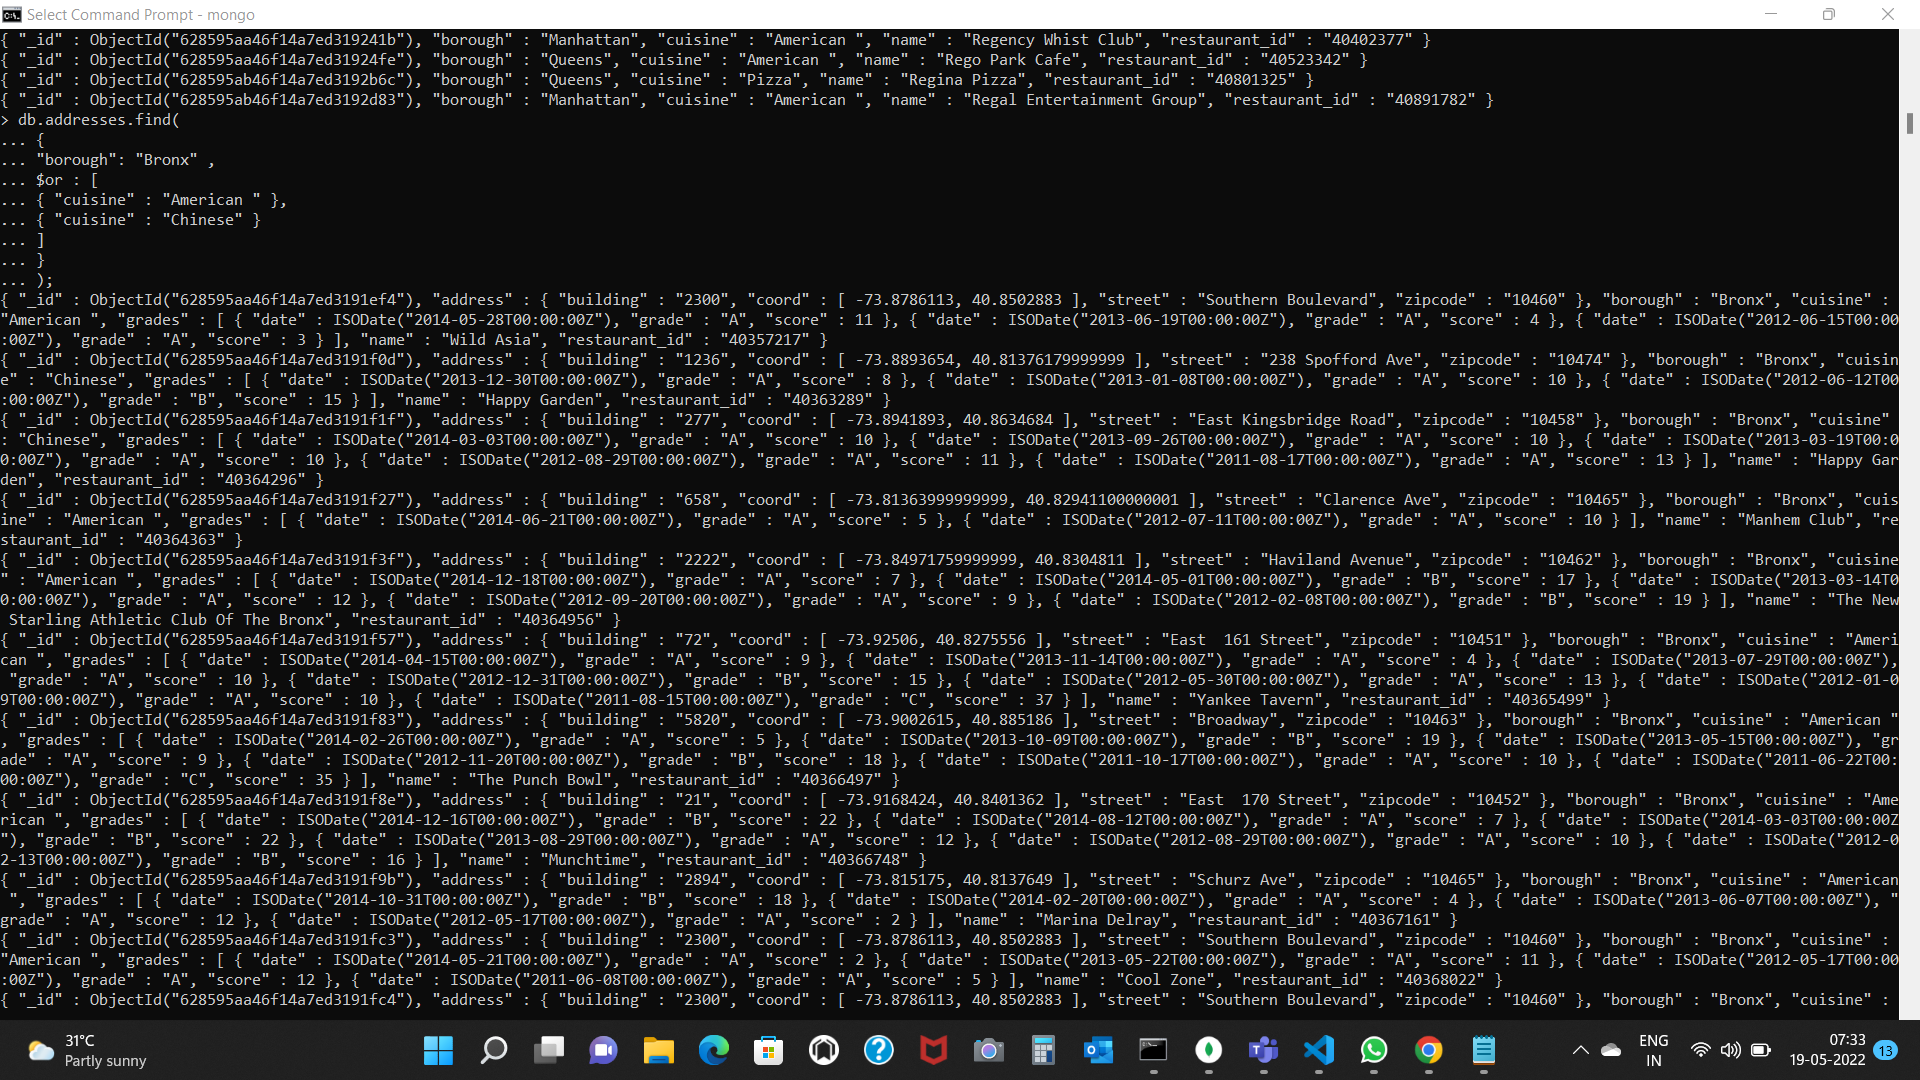 Select Command Prompt - mongo
{ "_id" : ObjectId("628595aa46f14a7ed319241b"), "borough" : "Manhattan", "cuisine" : "American ", "name" : "Regency Whist Club", "restaurant_id" : "40402377" }
{ "_id" : ObjectId("628595aa46f14a7ed31924fe"), "borough" : "Queens", "cuisine" : "American ", "name" : "Rego Park Cafe", "restaurant_id" : "40523342" }
{ "_id" : ObjectId("628595ab46f14a7ed3192b6c"), "borough" : "Queens", "cuisine" : "Pizza", "name" : "Regina Pizza", "restaurant_id" : "40801325" }
{ "_id" : ObjectId("628595ab46f14a7ed3192d83"), "borough" : "Manhattan", "cuisine" : "American ", "name" : "Regal Entertainment Group", "restaurant_id" : "40891782" }
> db.addresses.find(
... {
... "borough": "Bronx" ,
... $or : [
... { "cuisine" : "American " },
... { "cuisine" : "Chinese" }
... ]
... }
... );
{ "_id" : ObjectId("628595aa46f14a7ed3191ef4"), "address" : { "building" : "2300", "coord" : [ -73.8786113, 40.8502883 ], "street" : "Southern Boulevard", "zipcode" : "10460" }, "borough" : "Bronx", "cuisine" :
"American ", "grades" : [ { "date" : ISODate("2014-05-28T00:00:00Z"), "grade" : "A", "score" : 11 }, { "date" : ISODate("2013-06-19T00:00:00Z"), "grade" : "A", "score" : 4 }, { "date" : ISODate("2012-06-15T00:00
:00Z"), "grade" : "A", "score" : 3 } ], "name" : "Wild Asia", "restaurant_id" : "40357217" }
{ "_id" : ObjectId("628595aa46f14a7ed3191f0d"), "address" : { "building" : "1236", "coord" : [ -73.8893654, 40.81376179999999 ], "street" : "238 Spofford Ave", "zipcode" : "10474" }, "borough" : "Bronx", "cuisin
e" : "Chinese", "grades" : [ { "date" : ISODate("2013-12-30T00:00:00Z"), "grade" : "A", "score" : 8 }, { "date" : ISODate("2013-01-08T00:00:00Z"), "grade" : "A", "score" : 10 }, { "date" : ISODate("2012-06-12T00
:00:00Z"), "grade" : "B", "score" : 15 } ], "name" : "Happy Garden", "restaurant_id" : "40363289" }
{ "_id" : ObjectId("628595aa46f14a7ed3191f1f"), "address" : { "building" : "277", "coord" : [ -73.8941893, 40.8634684 ], "street" : "East Kingsbridge Road", "zipcode" : "10458" }, "borough" : "Bronx", "cuisine"
: "Chinese", "grades" : [ { "date" : ISODate("2014-03-03T00:00:00Z"), "grade" : "A", "score" : 10 }, { "date" : ISODate("2013-09-26T00:00:00Z"), "grade" : "A", "score" : 10 }, { "date" : ISODate("2013-03-19T00:0
0:00Z"), "grade" : "A", "score" : 10 }, { "date" : ISODate("2012-08-29T00:00:00Z"), "grade" : "A", "score" : 11 }, { "date" : ISODate("2011-08-17T00:00:00Z"), "grade" : "A", "score" : 13 } ], "name" : "Happy Gar
den", "restaurant_id" : "40364296" }
{ "_id" : ObjectId("628595aa46f14a7ed3191f27"), "address" : { "building" : "658", "coord" : [ -73.81363999999999, 40.82941100000001 ], "street" : "Clarence Ave", "zipcode" : "10465" }, "borough" : "Bronx", "cuis
ine" : "American ", "grades" : [ { "date" : ISODate("2014-06-21T00:00:00Z"), "grade" : "A", "score" : 5 }, { "date" : ISODate("2012-07-11T00:00:00Z"), "grade" : "A", "score" : 10 } ], "name" : "Manhem Club", "re
staurant_id" : "40364363" }
{ "_id" : ObjectId("628595aa46f14a7ed3191f3f"), "address" : { "building" : "2222", "coord" : [ -73.84971759999999, 40.8304811 ], "street" : "Haviland Avenue", "zipcode" : "10462" }, "borough" : "Bronx", "cuisine
" : "American ", "grades" : [ { "date" : ISODate("2014-12-18T00:00:00Z"), "grade" : "A", "score" : 7 }, { "date" : ISODate("2014-05-01T00:00:00Z"), "grade" : "B", "score" : 17 }, { "date" : ISODate("2013-03-14T0
0:00:00Z"), "grade" : "A", "score" : 12 }, { "date" : ISODate("2012-09-20T00:00:00Z"), "grade" : "A", "score" : 9 }, { "date" : ISODate("2012-02-08T00:00:00Z"), "grade" : "B", "score" : 19 } ], "name" : "The New
 Starling Athletic Club Of The Bronx", "restaurant_id" : "40364956" }
{ "_id" : ObjectId("628595aa46f14a7ed3191f57"), "address" : { "building" : "72", "coord" : [ -73.92506, 40.8275556 ], "street" : "East  161 Street", "zipcode" : "10451" }, "borough" : "Bronx", "cuisine" : "Ameri
can ", "grades" : [ { "date" : ISODate("2014-04-15T00:00:00Z"), "grade" : "A", "score" : 9 }, { "date" : ISODate("2013-11-14T00:00:00Z"), "grade" : "A", "score" : 4 }, { "date" : ISODate("2013-07-29T00:00:00Z"),
 "grade" : "A", "score" : 10 }, { "date" : ISODate("2012-12-31T00:00:00Z"), "grade" : "B", "score" : 15 }, { "date" : ISODate("2012-05-30T00:00:00Z"), "grade" : "A", "score" : 13 }, { "date" : ISODate("2012-01-0
9T00:00:00Z"), "grade" : "A", "score" : 10 }, { "date" : ISODate("2011-08-15T00:00:00Z"), "grade" : "C", "score" : 37 } ], "name" : "Yankee Tavern", "restaurant_id" : "40365499" }
{ "_id" : ObjectId("628595aa46f14a7ed3191f83"), "address" : { "building" : "5820", "coord" : [ -73.9002615, 40.885186 ], "street" : "Broadway", "zipcode" : "10463" }, "borough" : "Bronx", "cuisine" : "American "
, "grades" : [ { "date" : ISODate("2014-02-26T00:00:00Z"), "grade" : "A", "score" : 5 }, { "date" : ISODate("2013-10-09T00:00:00Z"), "grade" : "B", "score" : 19 }, { "date" : ISODate("2013-05-15T00:00:00Z"), "gr
ade" : "A", "score" : 9 }, { "date" : ISODate("2012-11-20T00:00:00Z"), "grade" : "B", "score" : 18 }, { "date" : ISODate("2011-10-17T00:00:00Z"), "grade" : "A", "score" : 10 }, { "date" : ISODate("2011-06-22T00:
00:00Z"), "grade" : "C", "score" : 35 } ], "name" : "The Punch Bowl", "restaurant_id" : "40366497" }
{ "_id" : ObjectId("628595aa46f14a7ed3191f8e"), "address" : { "building" : "21", "coord" : [ -73.9168424, 40.8401362 ], "street" : "East  170 Street", "zipcode" : "10452" }, "borough" : "Bronx", "cuisine" : "Ame
rican ", "grades" : [ { "date" : ISODate("2014-12-16T00:00:00Z"), "grade" : "B", "score" : 22 }, { "date" : ISODate("2014-08-12T00:00:00Z"), "grade" : "A", "score" : 7 }, { "date" : ISODate("2014-03-03T00:00:00Z
"), "grade" : "B", "score" : 22 }, { "date" : ISODate("2013-08-29T00:00:00Z"), "grade" : "A", "score" : 12 }, { "date" : ISODate("2012-08-29T00:00:00Z"), "grade" : "A", "score" : 10 }, { "date" : ISODate("2012-0
2-13T00:00:00Z"), "grade" : "B", "score" : 16 } ], "name" : "Munchtime", "restaurant_id" : "40366748" }
{ "_id" : ObjectId("628595aa46f14a7ed3191f9b"), "address" : { "building" : "2894", "coord" : [ -73.815175, 40.8137649 ], "street" : "Schurz Ave", "zipcode" : "10465" }, "borough" : "Bronx", "cuisine" : "American
 ", "grades" : [ { "date" : ISODate("2014-10-31T00:00:00Z"), "grade" : "B", "score" : 18 }, { "date" : ISODate("2014-02-20T00:00:00Z"), "grade" : "A", "score" : 4 }, { "date" : ISODate("2013-06-07T00:00:00Z"), "
grade" : "A", "score" : 12 }, { "date" : ISODate("2012-05-17T00:00:00Z"), "grade" : "A", "score" : 2 } ], "name" : "Marina Delray", "restaurant_id" : "40367161" }
{ "_id" : ObjectId("628595aa46f14a7ed3191fc3"), "address" : { "building" : "2300", "coord" : [ -73.8786113, 40.8502883 ], "street" : "Southern Boulevard", "zipcode" : "10460" }, "borough" : "Bronx", "cuisine" :
"American ", "grades" : [ { "date" : ISODate("2014-05-21T00:00:00Z"), "grade" : "A", "score" : 2 }, { "date" : ISODate("2013-05-22T00:00:00Z"), "grade" : "A", "score" : 11 }, { "date" : ISODate("2012-05-17T00:00
:00Z"), "grade" : "A", "score" : 12 }, { "date" : ISODate("2011-06-08T00:00:00Z"), "grade" : "A", "score" : 5 } ], "name" : "Cool Zone", "restaurant_id" : "40368022" }
{ "_id" : ObjectId("628595aa46f14a7ed3191fc4"), "address" : { "building" : "2300", "coord" : [ -73.8786113, 40.8502883 ], "street" : "Southern Boulevard", "zipcode" : "10460" }, "borough" : "Bronx", "cuisine" :
31°C
Partly sunny
ENG
IN
07:33
19-05-2022
13